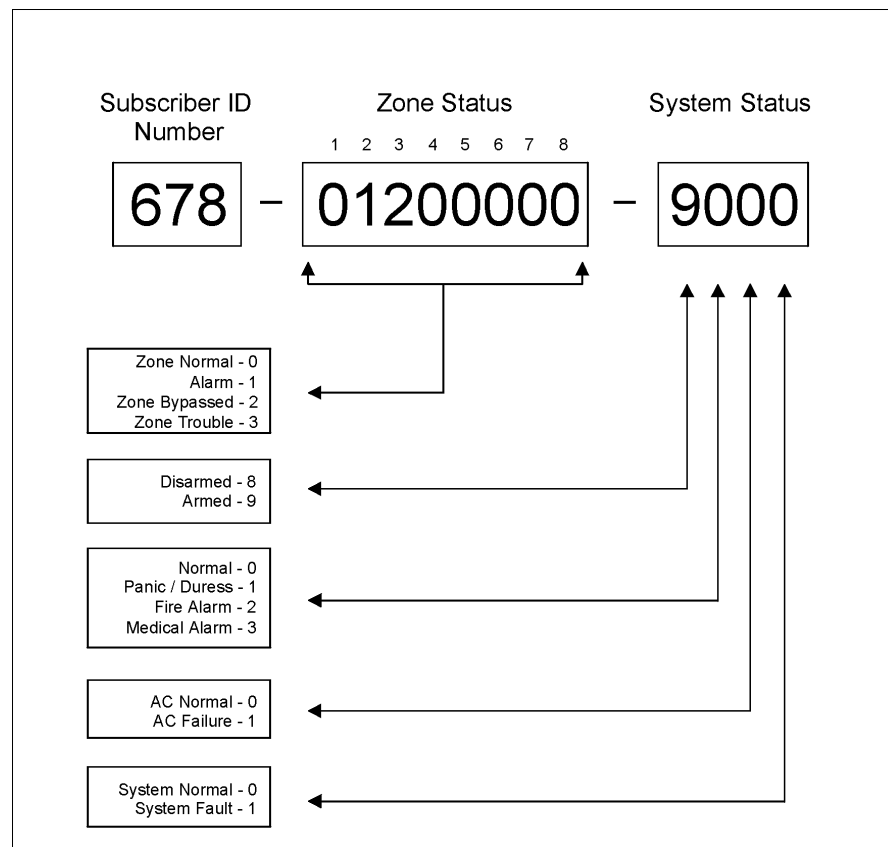 Subscriber ID
Number
Zone Status
System Status
1 2 3 4 5 6 7 8
678 - 01200000 - 9000
Zone Normal - 0
Alarm - 1
Zone Bypassed - 2
Zone Trouble - 3
Disarmed - 8
Armed - 9
Normal - 0
Panic / Duress - 1
Fire Alarm - 2
Medical Alarm - 3
AC Normal - 0
AC Failure - 1
System Normal - 0
System Fault - 1